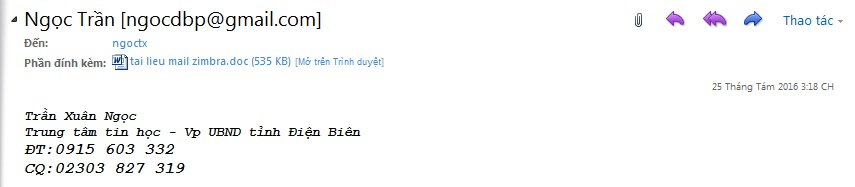 Ngọc Trần [ngocdbp@gmail.com]
Thao tác
Đến: ngoctx
Phần đính kèm: tai lieu mail zimbra.doc (535 KB) [Mở trên Trình duyệt]
25 Tháng Tám 2016 3:18 CH
Trần Xuân Ngọc
Trung tâm tin học - Vp UBND tỉnh Điện Biên
ĐT:0915 603 332
CQ:02303 827 319